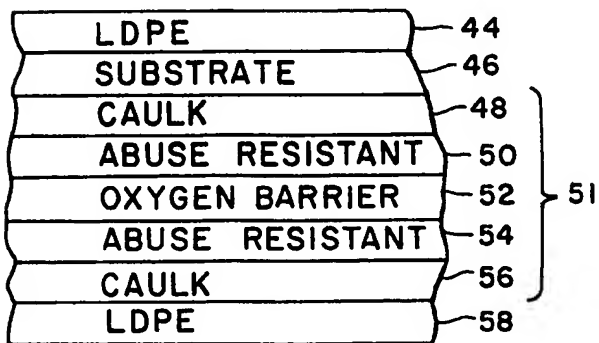 LDPE 44
SUBSTRATE 46
CAULK 48
ABUSE RESISTANT 50
OXYGEN BARRIER 52 51
ABUSE RESISTANT 54
CAULK 56
LDPE 58